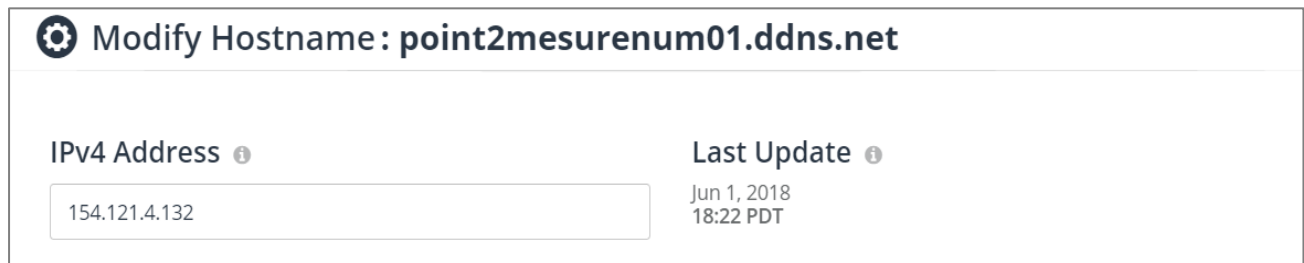 Modify Hostname: point2mesurenum01.ddns.net
IPv4 Address
Last Update
154.121.4.132
Jun 1, 2018
18:22 PDT